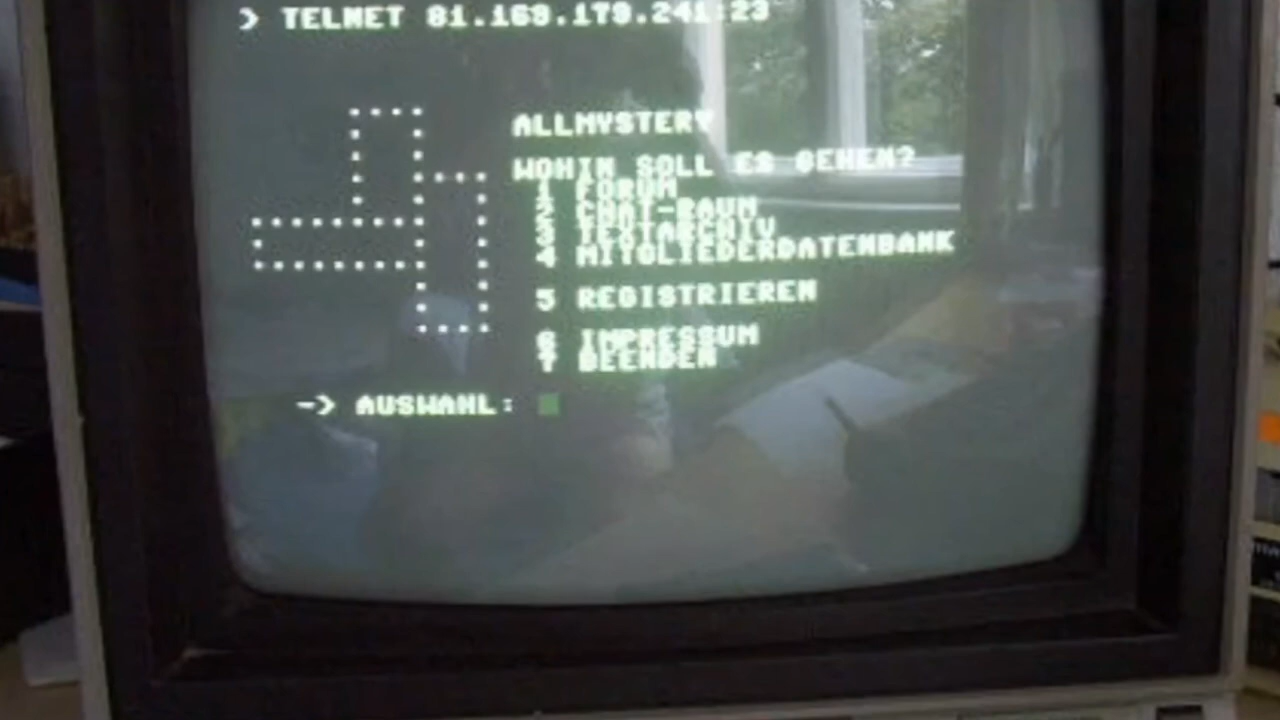 > TELNET 81.169.179.241:23
ALLMYSTERY
WOHIN SOLL ES GEHEN?
1 FORUM
2 CHAT-RAUM
3 TEXTARCHIV
4 MITGLIEDERDATENBANK
5 REGISTRIEREN
6 IMPRESSUM
7 BEENDEN
-> AUSWAHL: